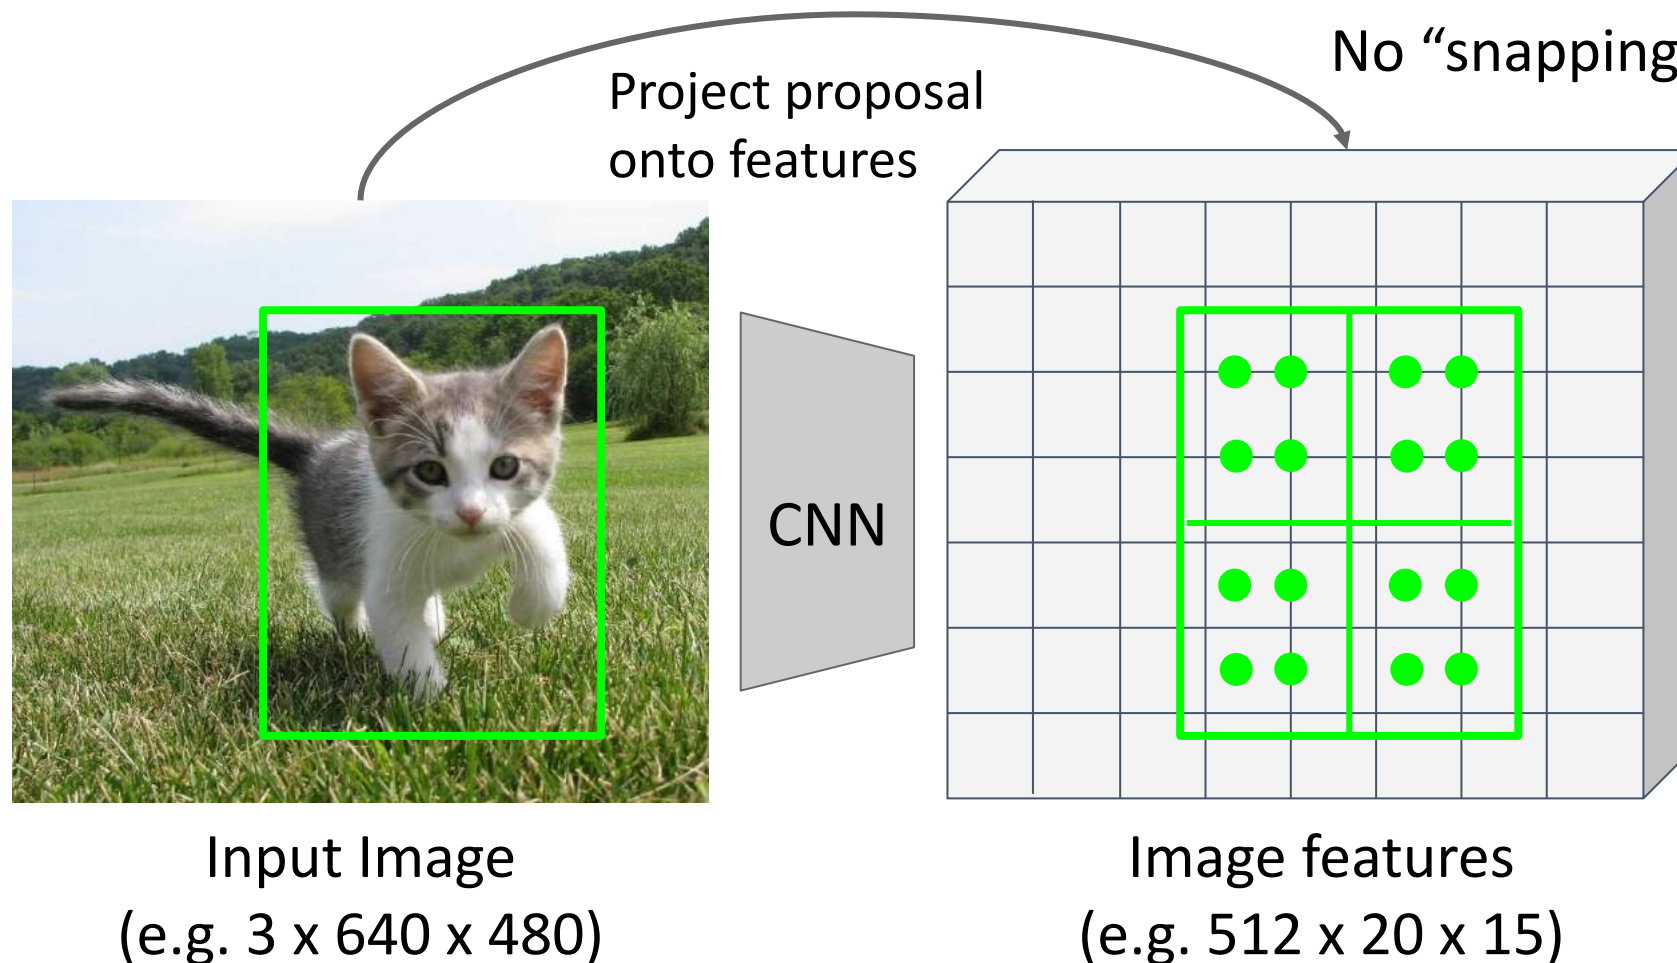 No “snapping
Project proposal
onto features
CNN
Input Image
(e.g. 3 x 640 x 480)
Image features
(e.g. 512 x 20 x 15)